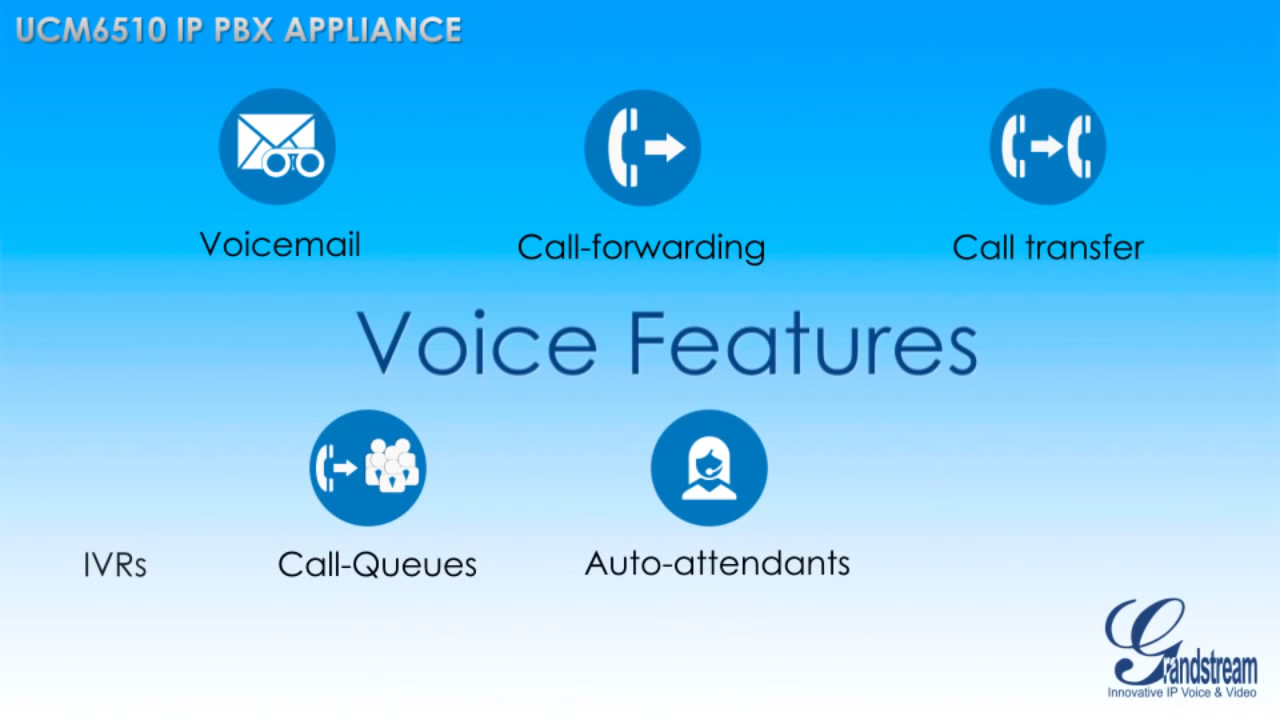 UCM6510 IP PBX APPLIANCE
Voicemail
Call-forwarding
Call transfer
Voice Features
IVRs
Call-Queues
Auto-attendants
Grandstream
Innovative IP Voice & Video